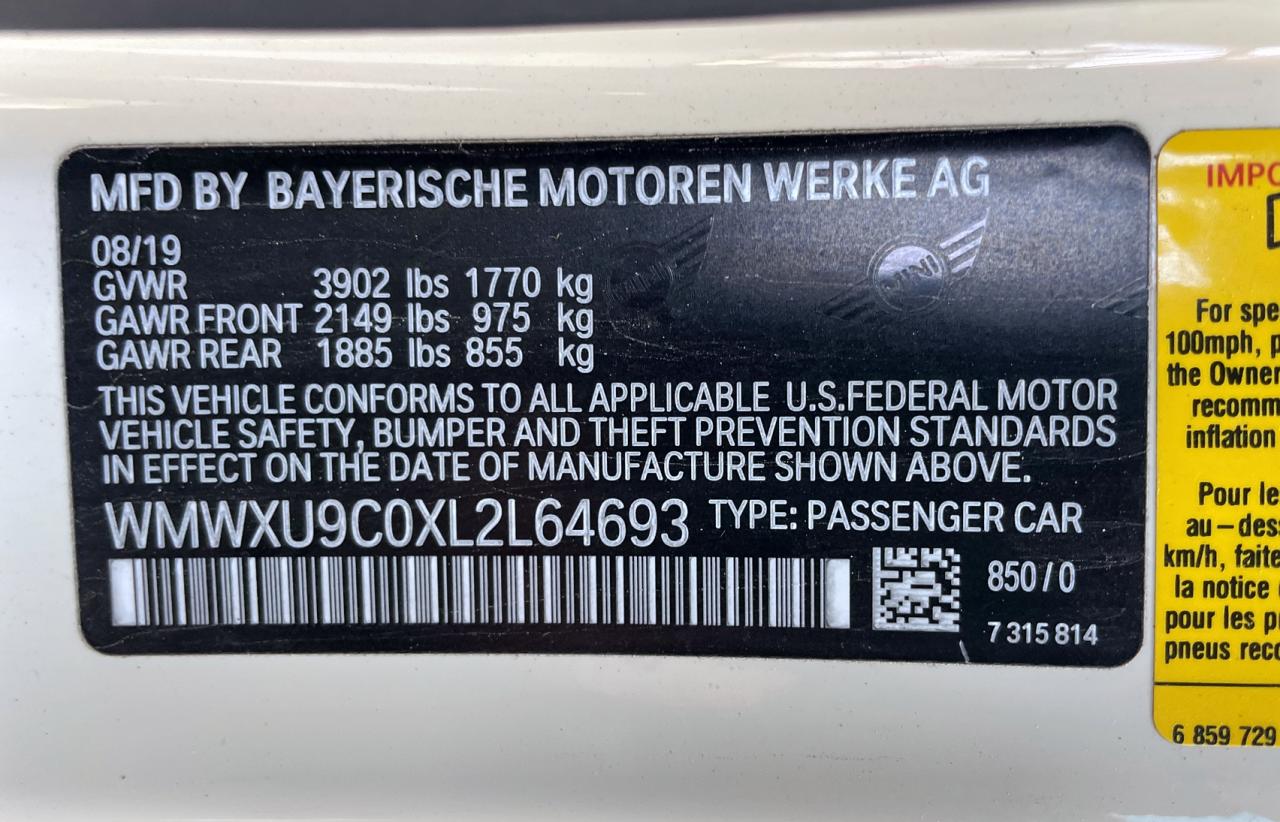 MFD BY BAYERISCHE MOTOREN WERKE AG
08/19
GVWR 3902 lbs 1770 kg
GAWR FRONT 2149 lbs 975 kg
GAWR REAR 1885 lbs 855 kg
THIS VEHICLE CONFORMS TO ALL APPLICABLE U.S.FEDERAL MOTOR
VEHICLE SAFETY, BUMPER AND THEFT PREVENTION STANDARDS
IN EFFECT ON THE DATE OF MANUFACTURE SHOWN ABOVE.
WMWXU9C0XL2L64693 TYPE: PASSENGER CAR
850/0
7 315 814
MINI
MINI
IMPO
For spe
100mph, p
the Owner
recomm
inflation
Pour le
au-dess
km/h, faite
la notice
pour les p
pneus reco
6 859 729